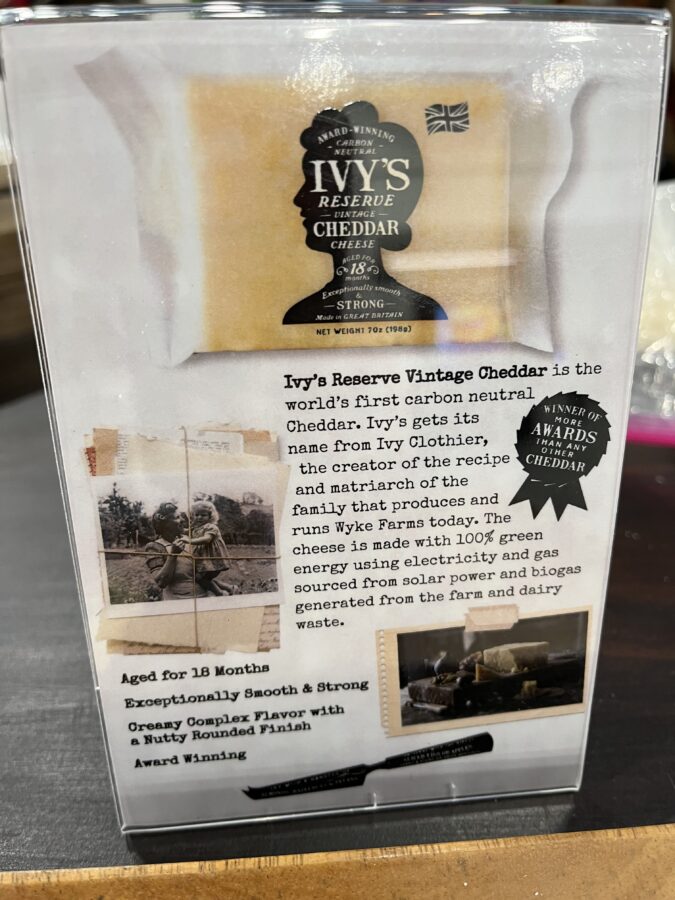 AWARD-WINNING
CARBON
NEUTRAL
IVY'S
RESERVE
VINTAGE
CHEDDAR
CHEESE
AGED FOR
18
months
Exceptionally smooth
&
STRONG
Made in GREAT BRITAIN
NET WEIGHT 7oz (198g)
Ivy's Reserve Vintage Cheddar is the
world's first carbon neutral
Cheddar. Ivy's gets its
name from Ivy Clothier,
the creator of the recipe
and matriarch of the
family that produces and
runs Wyke Farms today. The
cheese is made with 100% green
energy using electricity and gas
sourced from solar power and biogas
generated from the farm and dairy
waste.
WINNER OF
MORE
AWARDS
THAN ANY
OTHER
CHEDDAR
Aged for 18 Months
Exceptionally Smooth & Strong
Creamy Complex Flavor with
a Nutty Rounded Finish
Award Winning